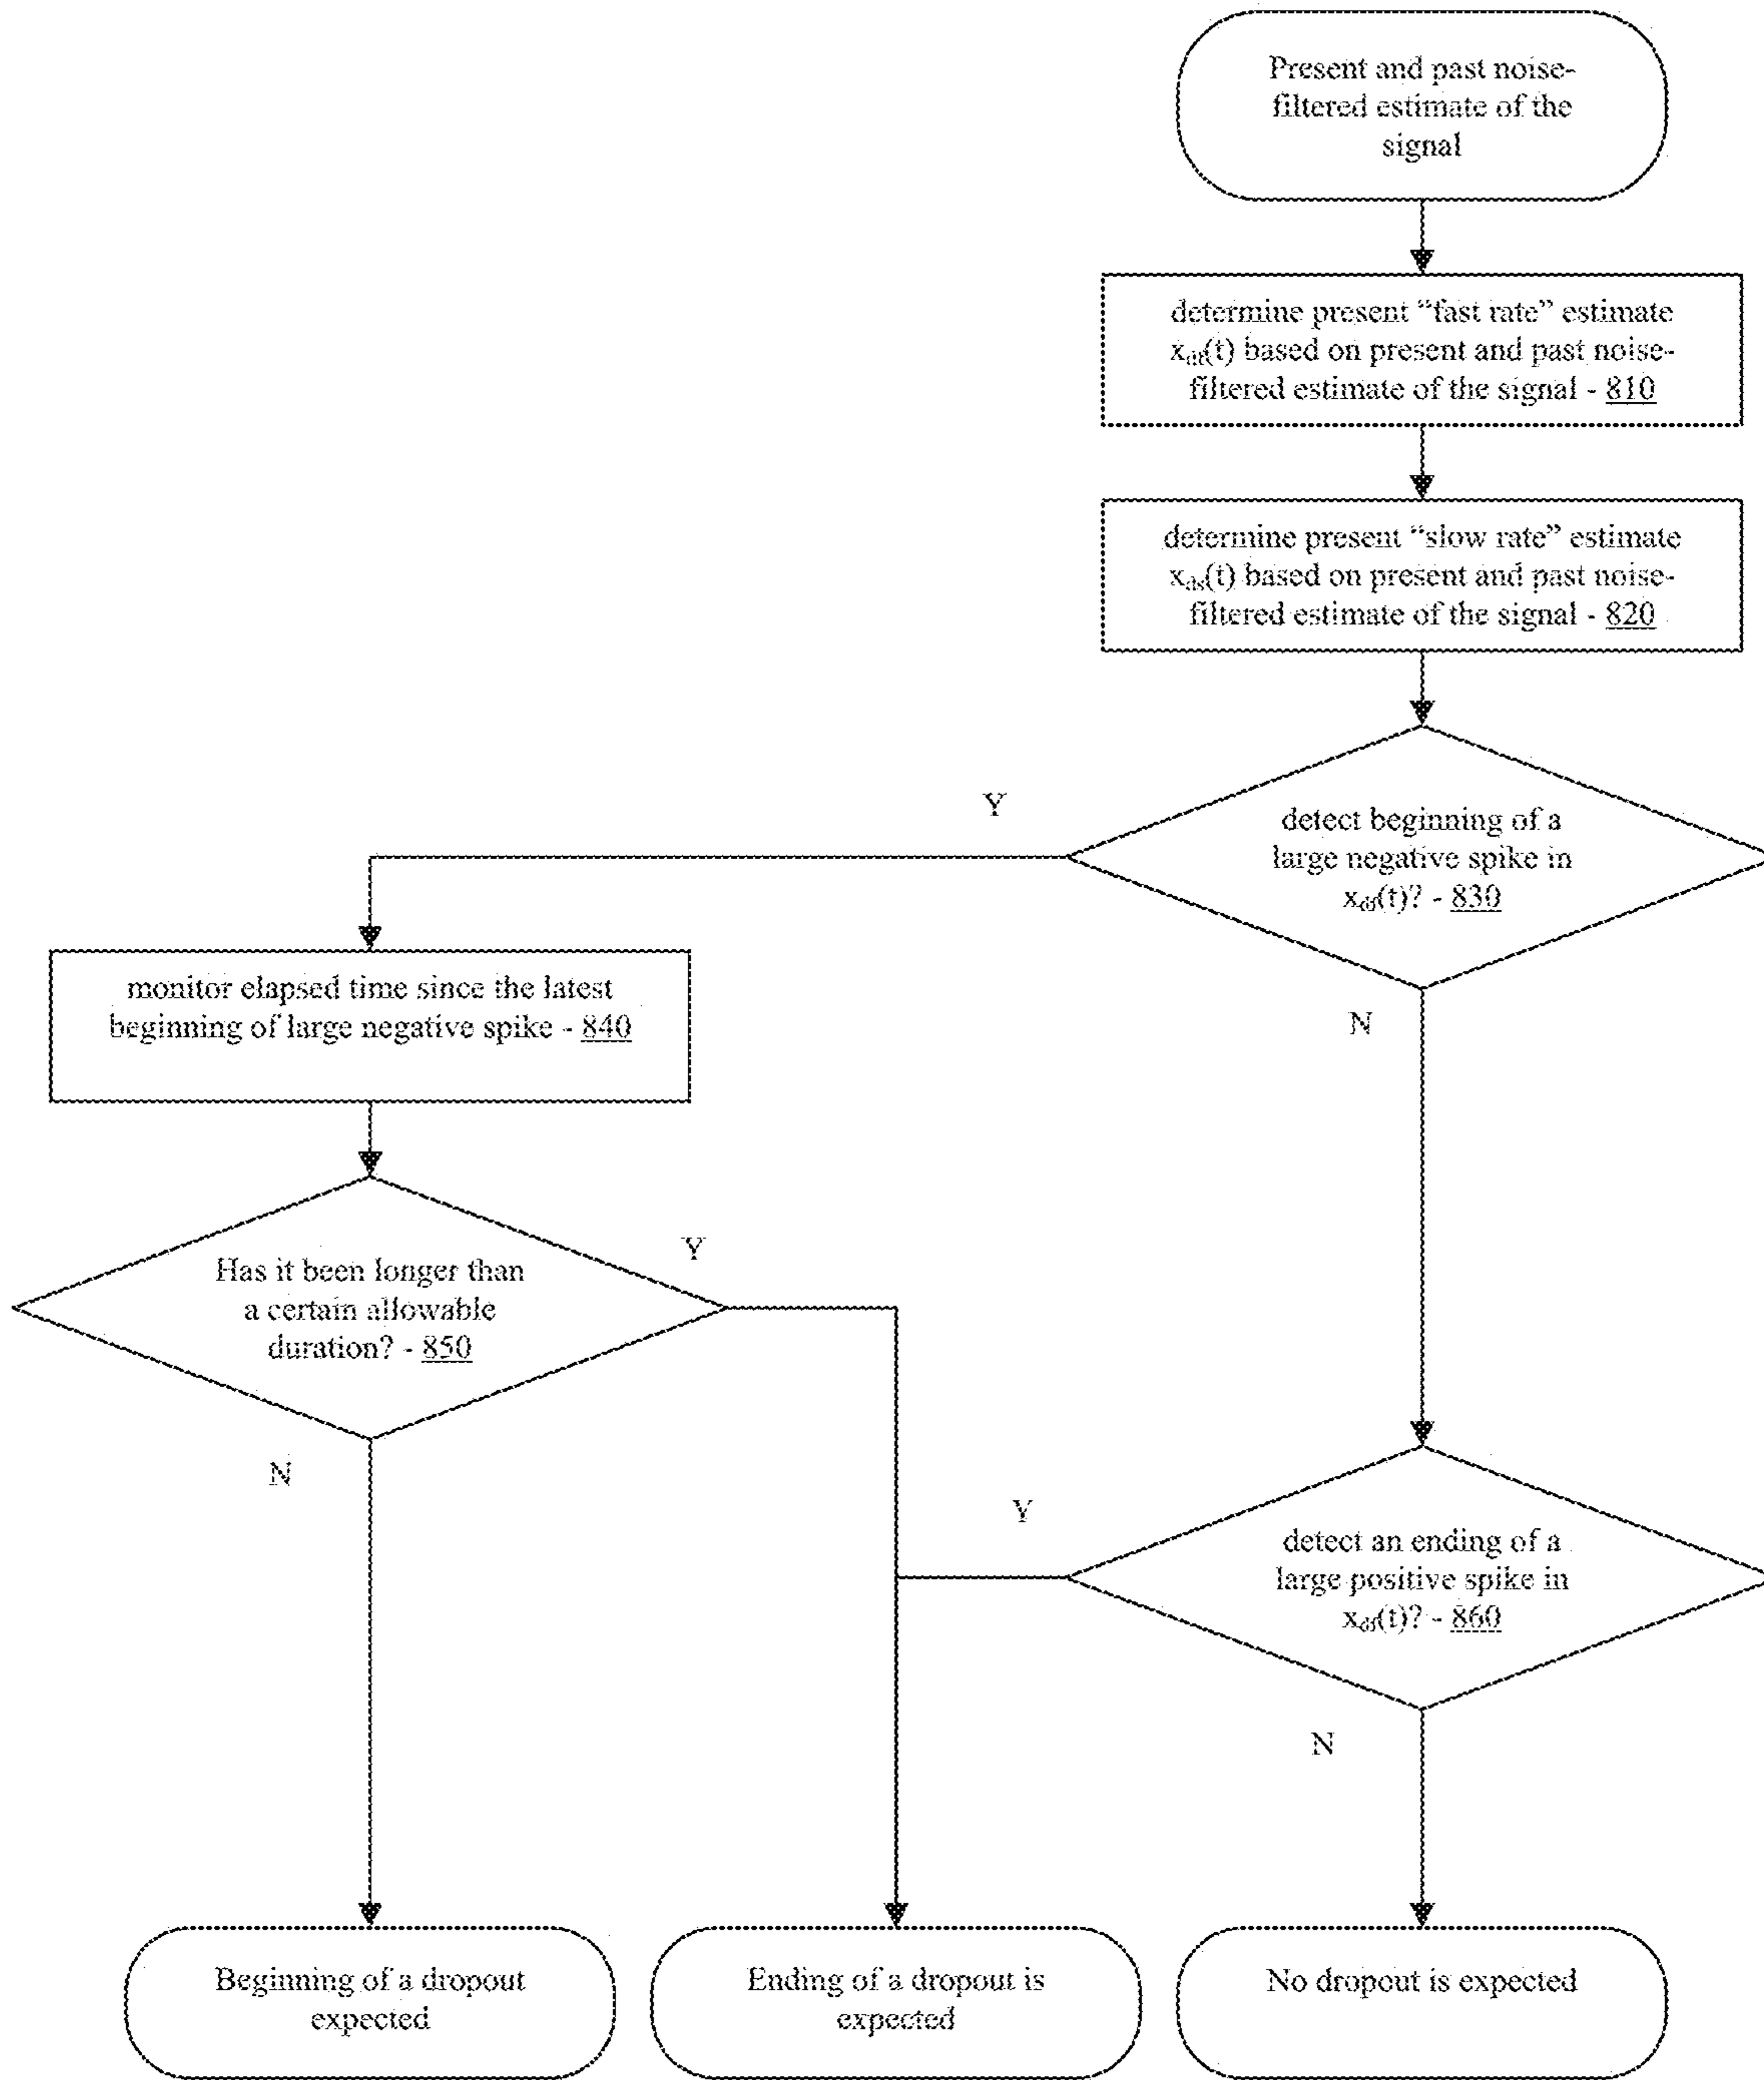 Present and past noise-
filtered estimate of the
signal
determine present “fast rate” estimate
xdf(t) based on present and past noise-
filtered estimate of the signal - 810
determine present “slow rate” estimate
xds(t) based on present and past noise-
filtered estimate of the signal - 820
Y
detect beginning of a
large negative spike in
xdf(t)? - 830
N
monitor elapsed time since the latest
beginning of large negative spike - 840
Y
Has it been longer than
a certain allowable
duration? - 850
N
Y
detect an ending of a
large positive spike in
xdf(t)? - 860
N
Beginning of a dropout
expected
Ending of a dropout is
expected
No dropout is expected